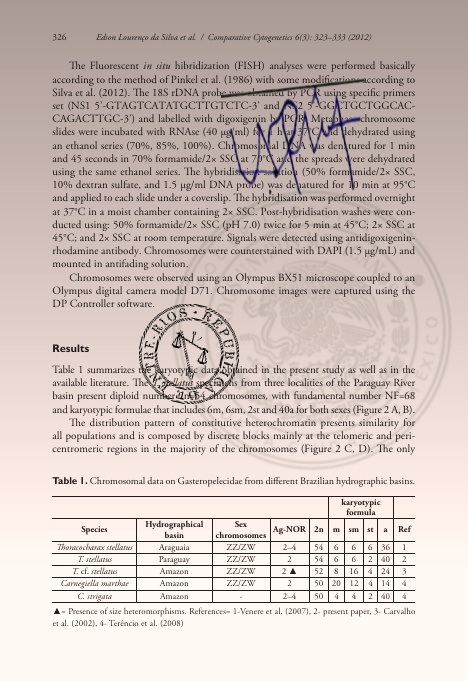 326 Edson Lourenço da Silva et al. / Comparative Cytogenetics 6(3): 323–333 (2012)
The Fluorescent in situ hibridization (FISH) analyses were performed basically
according to the method of Pinkel et al. (1986) with some modifications according to
Silva et al. (2012). The 18S rDNA probe was obtained by PCR using specific primers
set (NS1 5'-GTAGTCATATGCTTGTCTC-3' and NS2 5'-GGCTGCTGGCAC-
CAGACTTGC-3') and labelled with digoxigenin by PCR. Metaphase chromosome
slides were incubated with RNAse (40 µg/ml) for 1 h at 37°C and dehydrated using
an ethanol series (70%, 85%, 100%). Chromosomal DNA was denatured for 1 min
and 45 seconds in 70% formamide/2× SSC at 70°C and the spreads were dehydrated
using the same ethanol series. The hybridisation solution (50% formamide/2× SSC,
10% dextran sulfate, and 1.5 µg/ml DNA probe) was denatured for 10 min at 95°C
and applied to each slide under a coverslip. The hybridisation was performed overnight
at 37°C in a moist chamber containing 2× SSC. Post-hybridisation washes were con-
ducted using: 50% formamide/2× SSC (pH 7.0) twice for 5 min at 45°C; 2× SSC at
45°C; and 2× SSC at room temperature. Signals were detected using antidigoxigenin-
rhodamine antibody. Chromosomes were counterstained with DAPI (1.5 µg/mL) and
mounted in antifading solution.
Chromosomes were observed using an Olympus BX51 microscope coupled to an
Olympus digital camera model D71. Chromosome images were captured using the
DP Controller software.
Results
Table 1 summarizes the karyotypic data obtained in the present study as well as in the
available literature. The T. stellatus specimens from three localities of the Paraguay River
basin present diploid number 2n=54 chromosomes, with fundamental number NF=68
and karyotypic formulae that includes 6m, 6sm, 2st and 40a for both sexes (Figure 2 A, B).
The distribution pattern of constitutive heterochromatin presents similarity for
all populations and is composed by discrete blocks mainly at the telomeric and peri-
centromeric regions in the majority of the chromosomes (Figure 2 C, D). The only
Table 1. Chromosomal data on Gasteropelecidae from different Brazilian hydrographic basins.
karyotypic formula
Species Hydrographical basin Sex chromosomes Ag-NOR 2n m sm st a Ref
Thoracocharax stellatus Araguaia ZZ/ZW 2–4 54 6 6 6 36 1
T. stellatus Paraguay ZZ/ZW 2 54 6 6 2 40 2
T. cf. stellatus Amazon ZZ/ZW 2 ▲ 52 8 16 4 24 3
Carnegiella marthae Amazon ZZ/ZW 2 50 20 12 4 14 4
C. strigata Amazon - 2–4 50 4 4 2 40 4
▲= Presence of size heteromorphisms. References= 1-Venere et al. (2007), 2- present paper, 3- Carvalho
et al. (2002), 4- Terêncio et al. (2008)